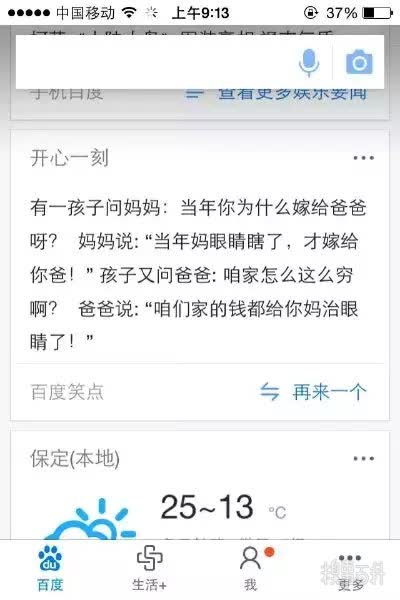 中国移动 上午9:13 37%
手机百度 查看更多娱乐要闻
开心一刻
有一孩子问妈妈：当年你为什么嫁给爸爸
呀？ 妈妈说：“当年妈眼睛瞎了，才嫁给
你爸！” 孩子又问爸爸: 咱家怎么这么穷
啊？ 爸爸说: “咱们家的钱都给你妈治眼
睛了！”
百度笑点 再来一个
保定(本地)
25~13 ℃
du
百度 生活+ 我 更多